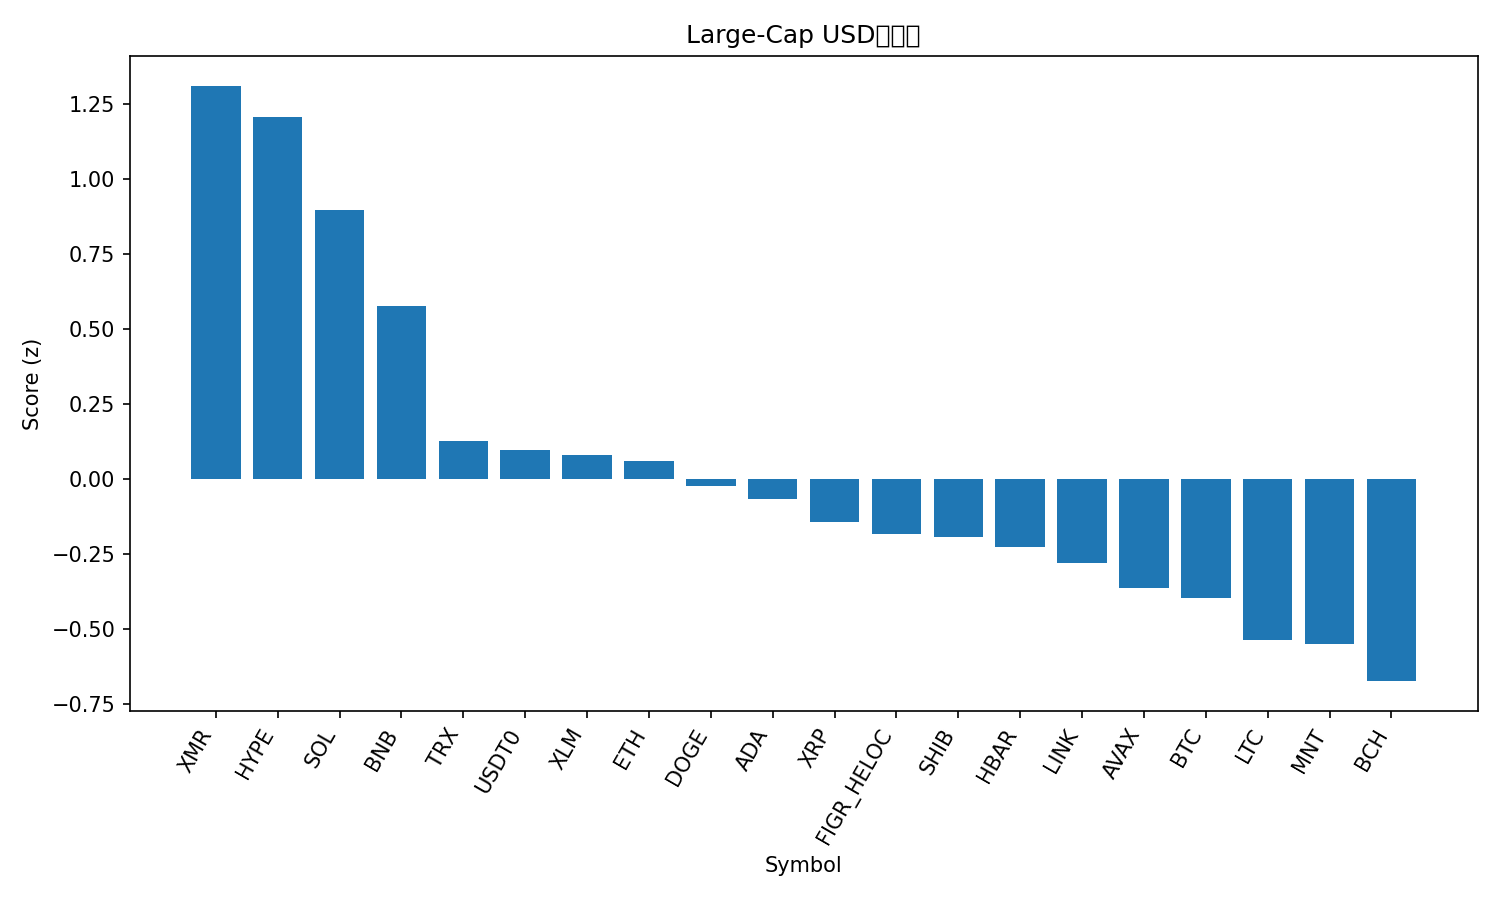 Large-Cap USD
Score (z)
1.25
1.00
0.75
0.50
0.25
0.00
−0.25
−0.50
−0.75
XMR
HYPE
SOL
BNB
TRX
USDT0
XLM
ETH
DOGE
ADA
XRP
FIGR_HELOC
SHIB
HBAR
LINK
AVAX
BTC
LTC
MNT
BCH
Symbol